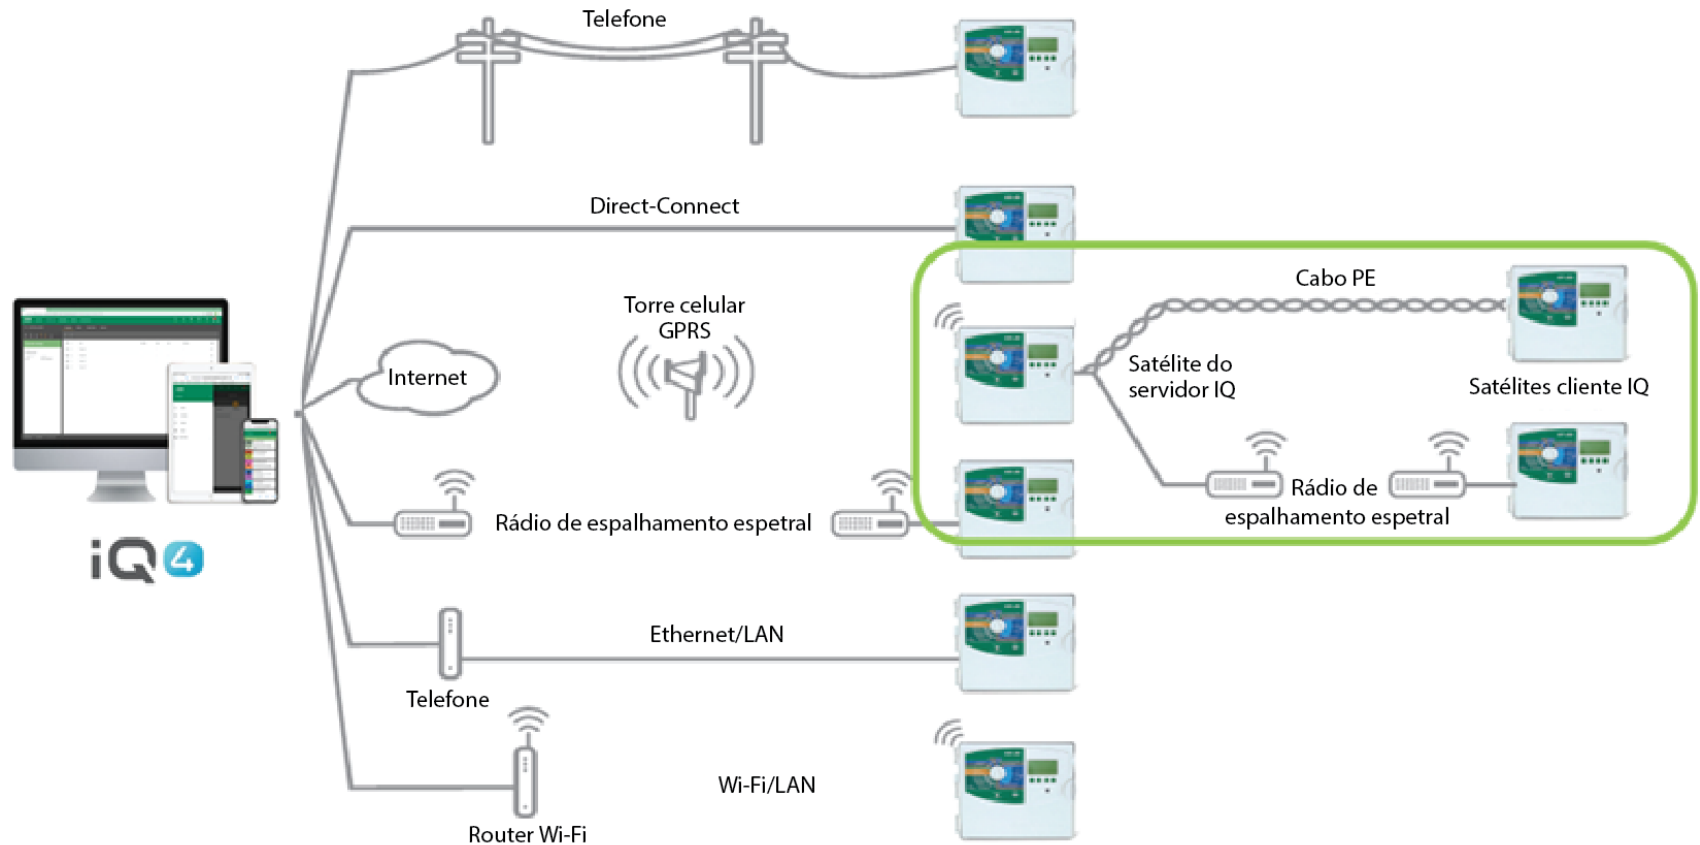 Telefone
Direct-Connect
Cabo PE
Torre celular
GPRS
Internet
Satélite do
servidor IQ
Satélites cliente IQ
Rádio de espalhamento espetral
Rádio de
espalhamento espetral
iQ4
Ethernet/LAN
Telefone
Wi-Fi/LAN
Router Wi-Fi